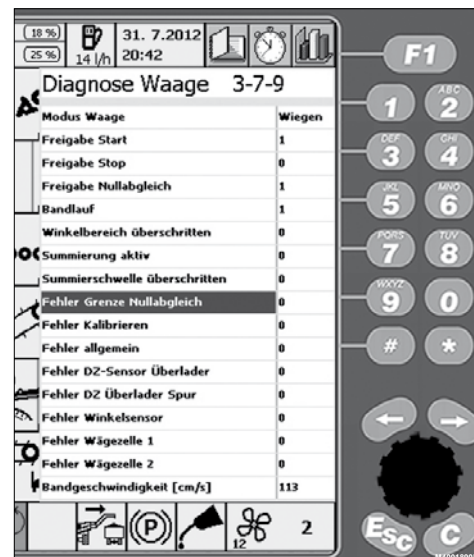 18 %
25 %
14 l/h
31. 7.2012
20:42
F1
Diagnose Waage 3-7-9
Modus Waage Wiegen
Freigabe Start 1
Freigabe Stop 0
Freigabe Nullabgleich 1
Bandlauf 1
Winkelbereich überschritten 0
Summierung aktiv 0
Summierschwelle überschritten 0
Fehler Grenze Nullabgleich 0
Fehler Kalibrieren 0
Fehler allgemein 0
Fehler DZ-Sensor Überlader 0
Fehler DZ Überlader Spur 0
Fehler Winkelsensor 0
Fehler Wägezelle 1 0
Fehler Wägezelle 2 0
Bandgeschwindigkeit [cm/s] 113
1 ABC 2
DEF 3 GHI 4
JKL 5 MNO 6
PQRS 7 TUV 8
WXYZ 9 0
# *
P
12
2
Esc C